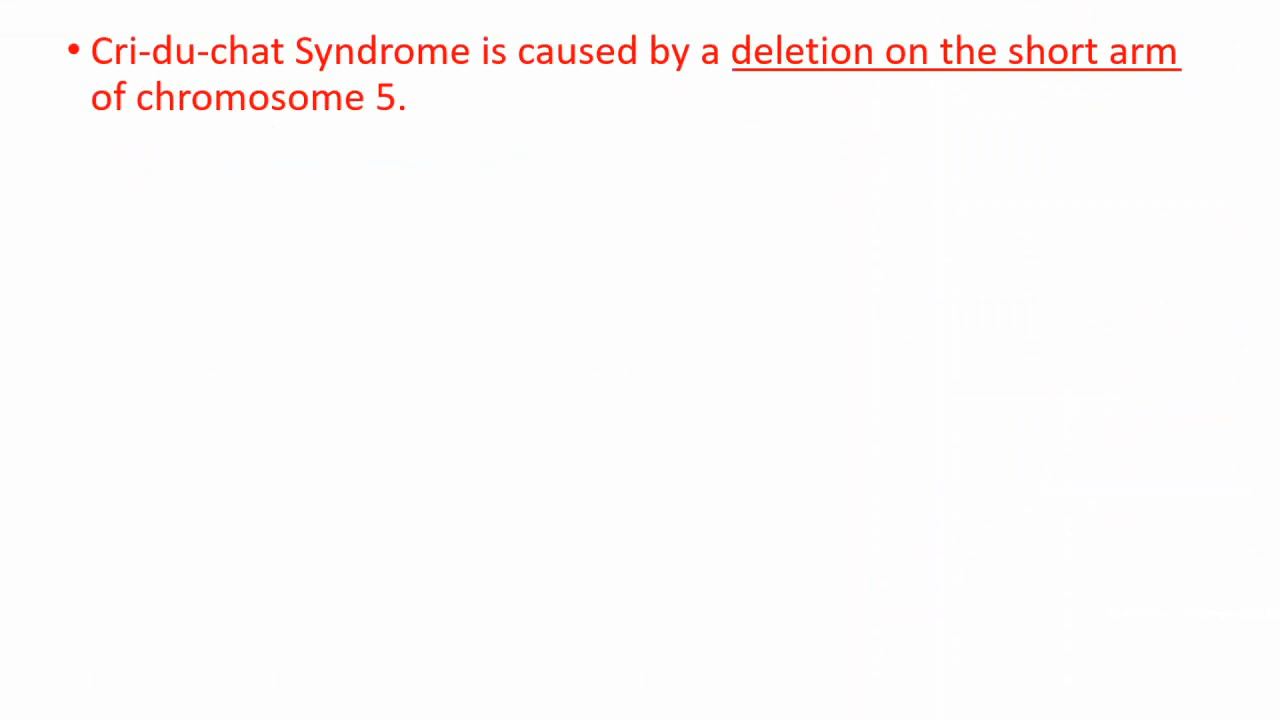 • Cri-du-chat Syndrome is caused by a deletion on the short arm
of chromosome 5.